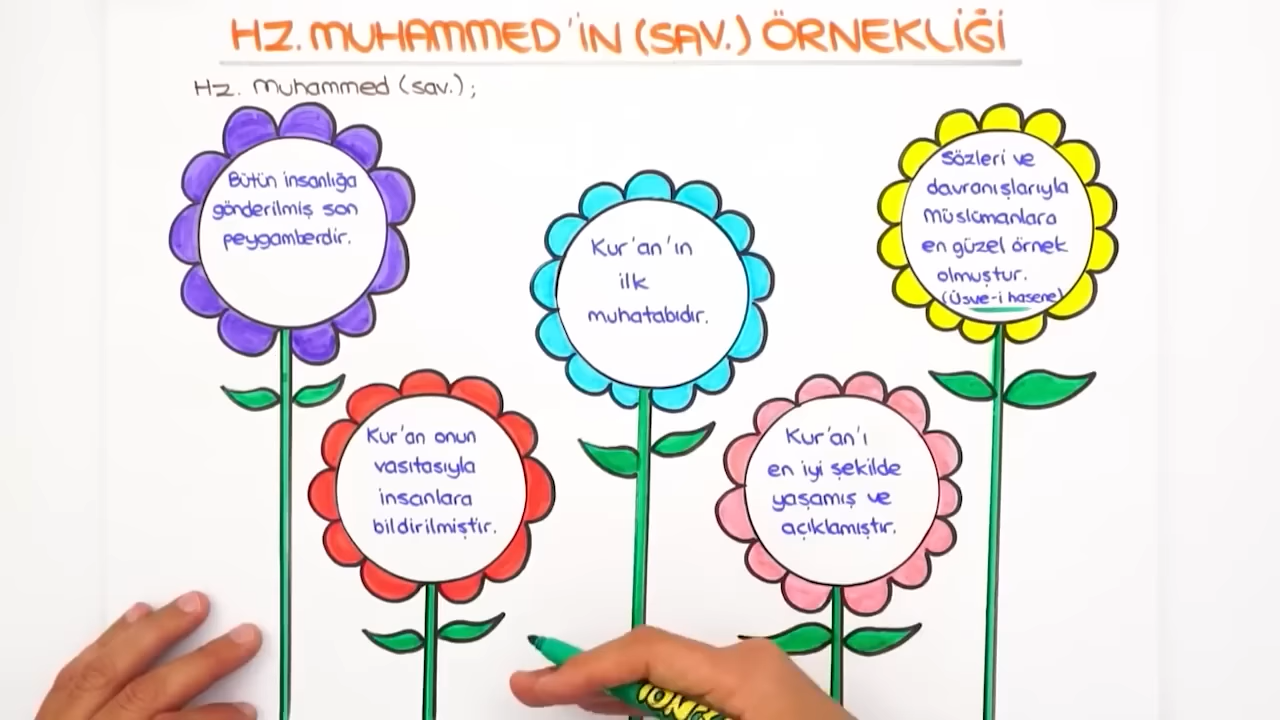 HZ. MUHAMMED'İN (SAV.) ÖRNEKLİĞİ
Hz. Muhammed (sav.);
Bütün insanlığa
gönderilmiş son
peygamberdir.
Kur'an onun
vasıtasıyla
insanlara
bildirilmiştir.
Kur'an'ın
ilk
muhatabıdır.
Kur'an'ı
en iyi şekilde
yaşamış ve
açıklamıştır.
Sözleri ve
davranışlarıyla
Müslümanlara
en güzel örnek
olmuştur.
(Üsve-i hasene)